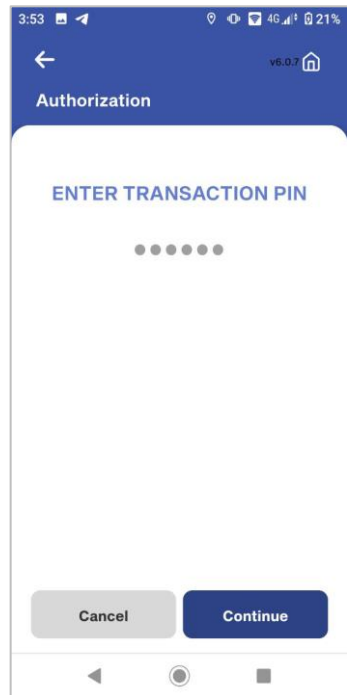 3:53 4G 21%
v6.0.7
Authorization
ENTER TRANSACTION PIN
Cancel Continue